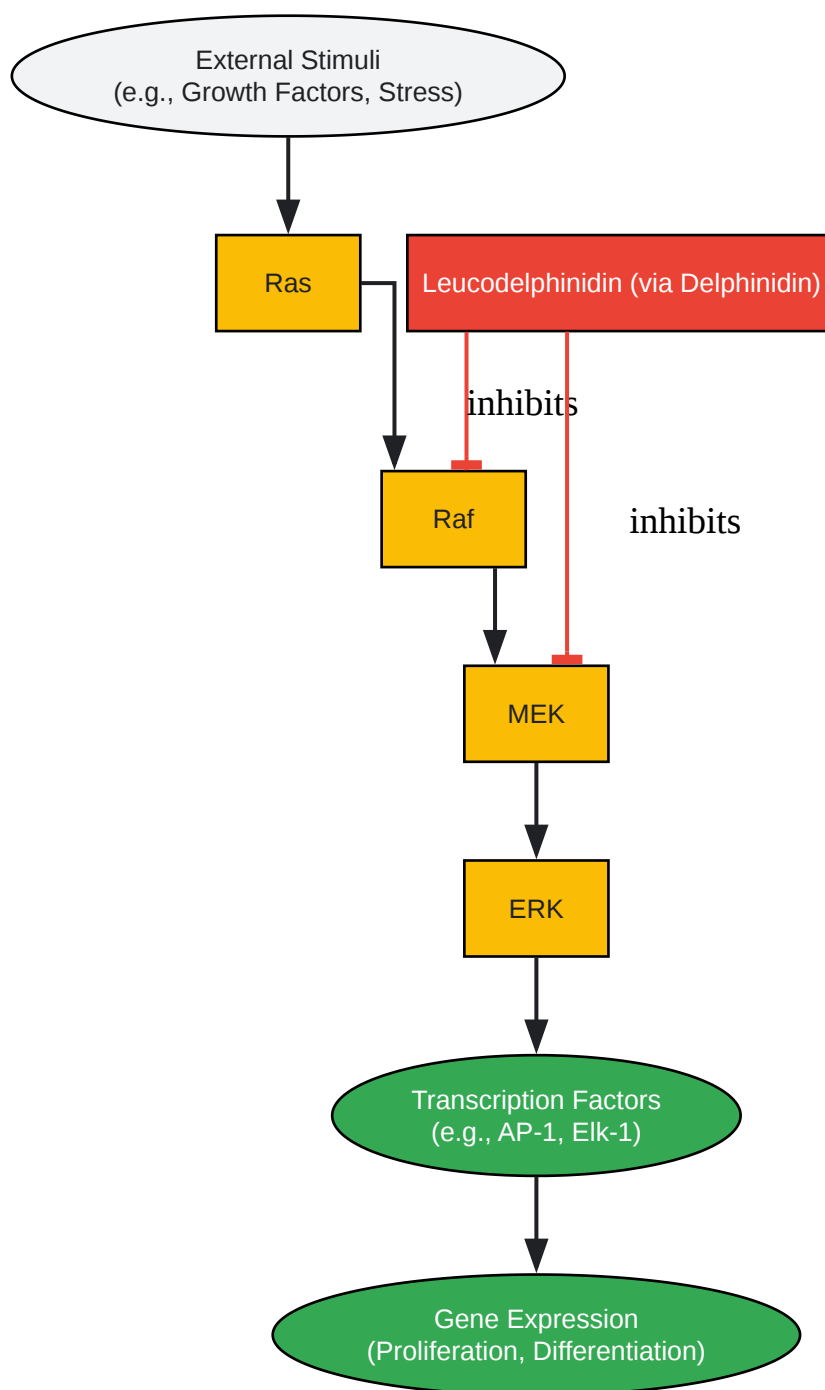 External Stimuli
(e.g., Growth Factors, Stress)
Ras
Leucodelphinidin (via Delphinidin)
inhibits
Raf
inhibits
MEK
ERK
Transcription Factors
(e.g., AP-1, Elk-1)
Gene Expression
(Proliferation, Differentiation)